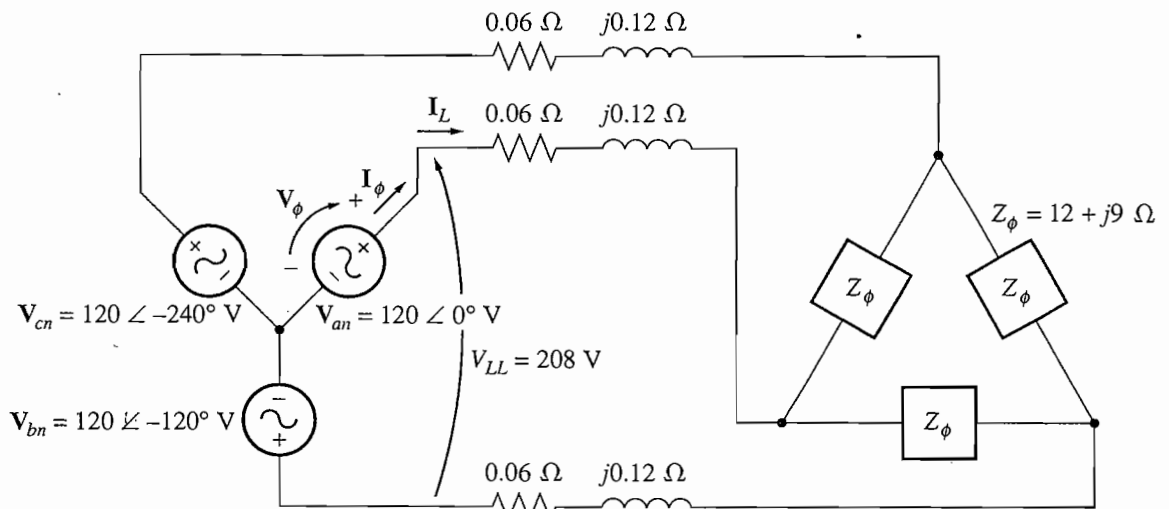 0.06 Ω j0.12 Ω
I_L 0.06 Ω j0.12 Ω
V_ϕ + I_ϕ
Z_ϕ = 12 + j9 Ω
+ − − +
−
Z_ϕ Z_ϕ
V_cn = 120 ∠ −240° V V_an = 120 ∠ 0° V
V_LL = 208 V
V_bn = 120 ∠ −120° V
−
+
Z_ϕ
0.06 Ω j0.12 Ω